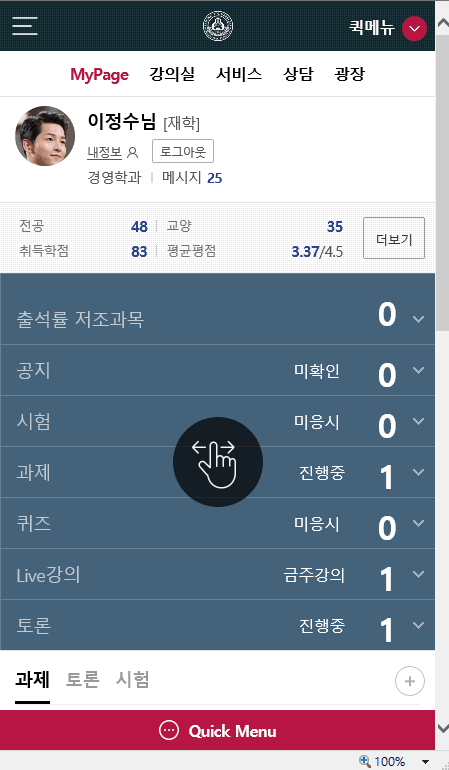 퀵메뉴
MyPage 강의실 서비스 상담 광장
이정수님 [재학]
내정보 로그아웃
경영학과 메시지 25
전공 48 교양 35
취득학점 83 평균평점 3.37/4.5
더보기
출석률 저조과목 0
공지 미확인 0
시험 미응시 0
과제 진행중 1
퀴즈 미응시 0
Live강의 금주강의 1
토론 진행중 1
과제 토론 시험
Quick Menu
100%